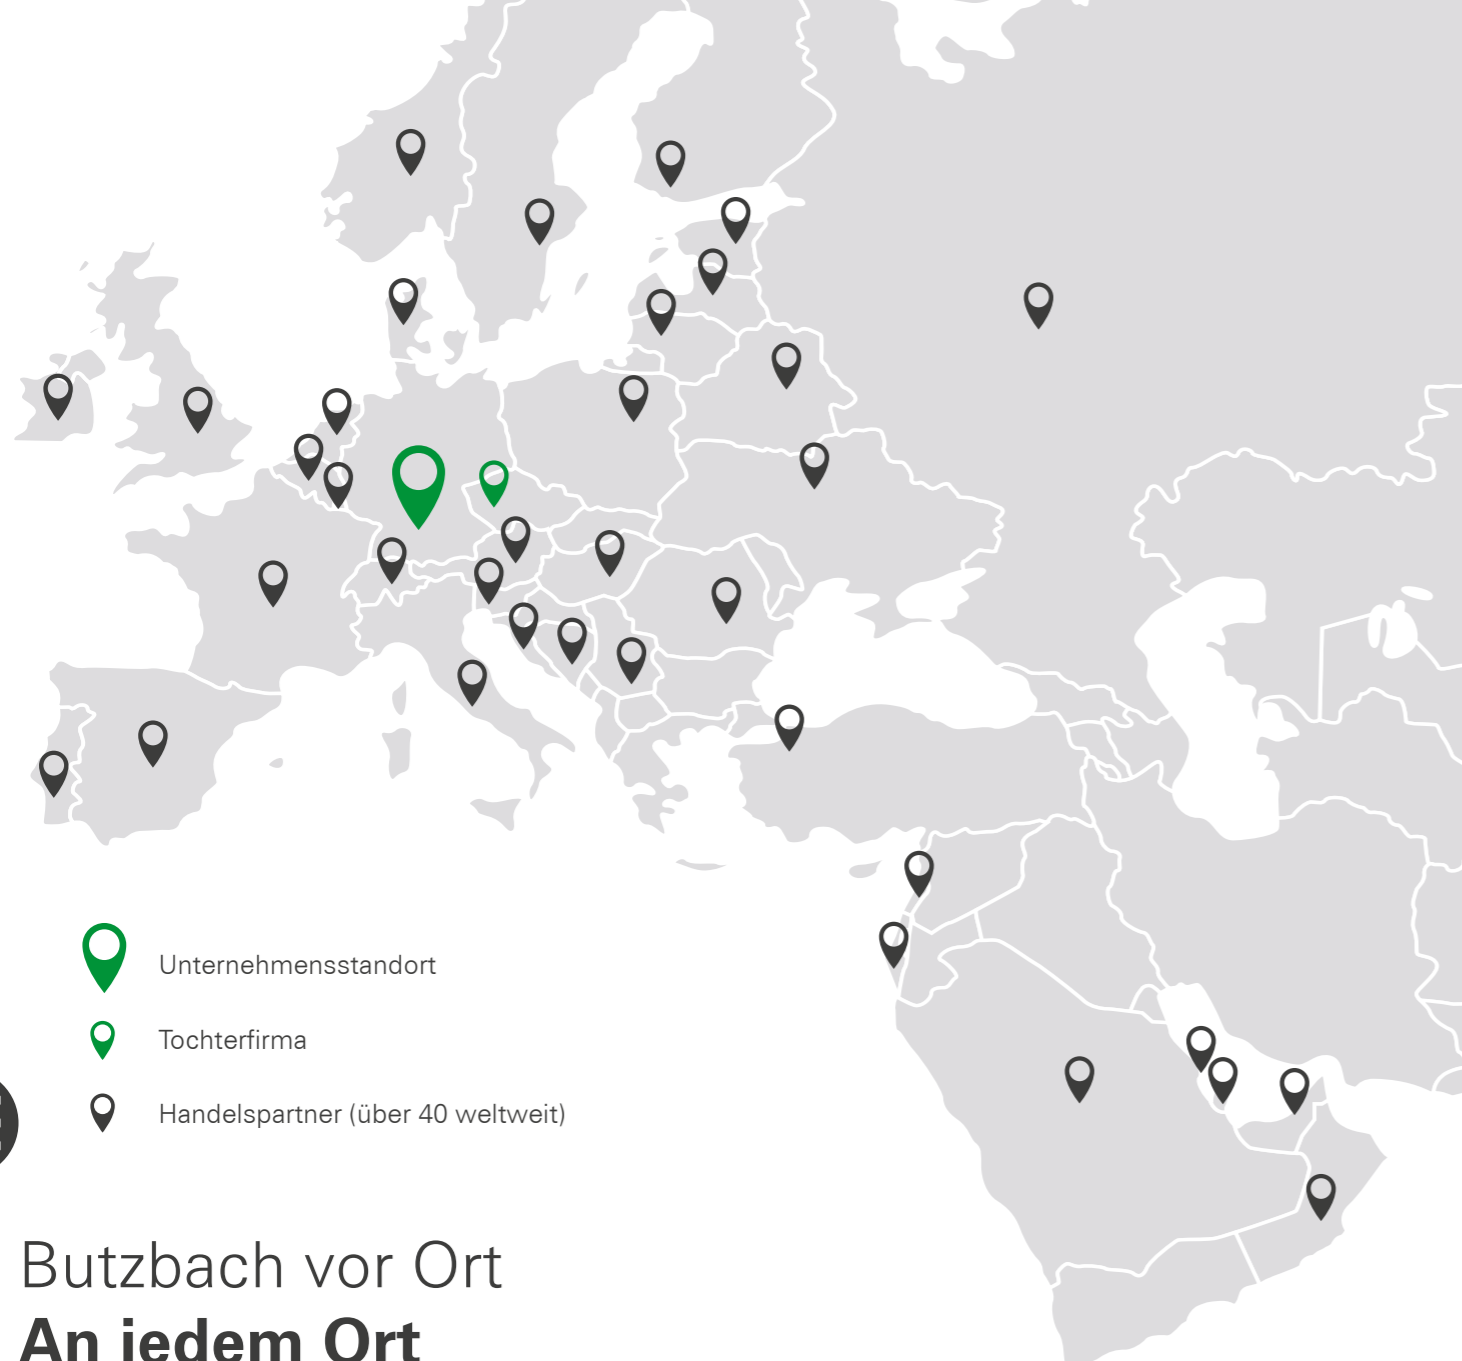 Unternehmensstandort
Tochterfirma
Handelspartner (über 40 weltweit)
Butzbach vor Ort
An jedem Ort